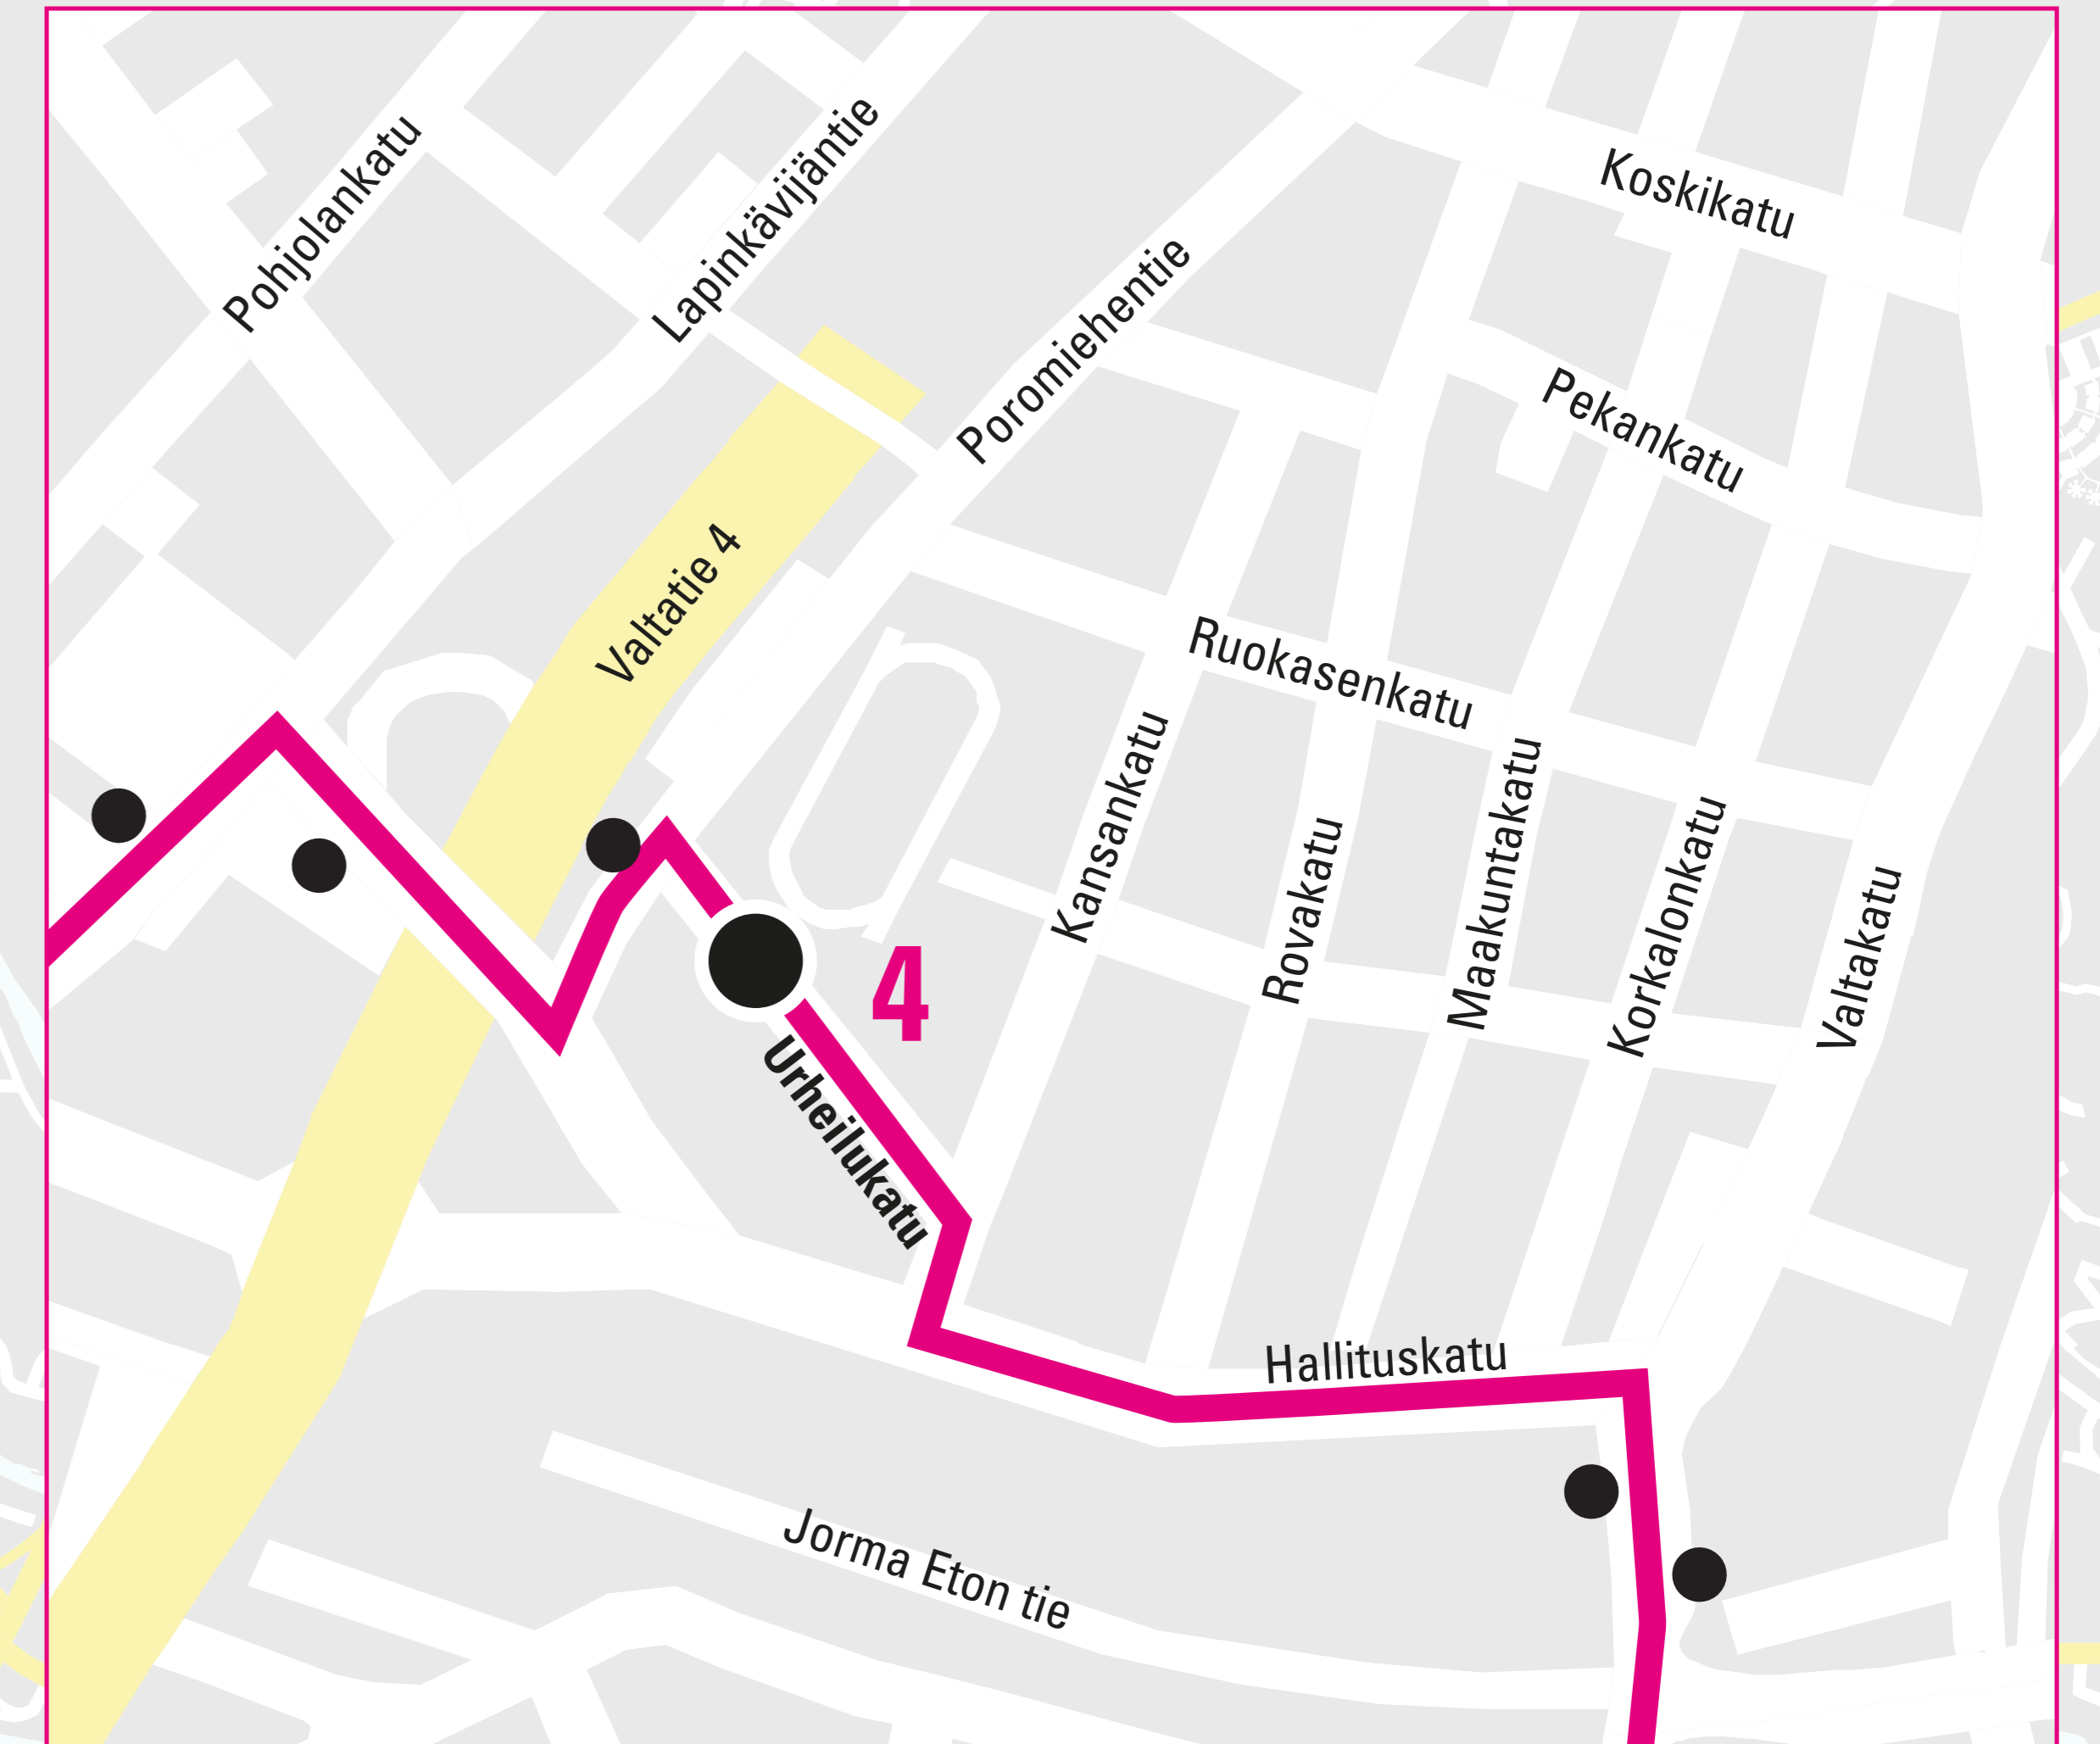 Pohjolankatu
Lapinkävijäntie
Koskikatu
Poromiehentie
Pekankatu
Valtatie 4
Ruokasenkatu
Kansankatu
Rovakatu
Maakuntakatu
Korkalonkatu
Valtakatu
4
Urheilukatu
Hallituskatu
Jorma Eton tie